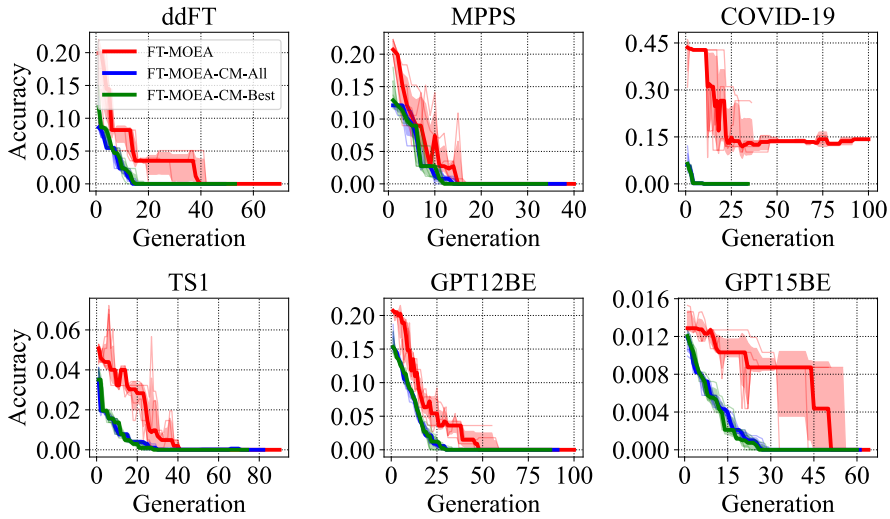 ddFT
MPPS
COVID-19
Accuracy
0.20
0.15
0.10
0.05
0.00
FT-MOEA
FT-MOEA-CM-All
FT-MOEA-CM-Best
0 20 40 60
Generation
0.20
0.15
0.10
0.05
0.00
0 10 20 30 40
Generation
0.45
0.30
0.15
0.00
0 25 50 75 100
Generation
TS1
GPT12BE
GPT15BE
Accuracy
0.06
0.04
0.02
0.00
0 20 40 60 80
Generation
0.20
0.15
0.10
0.05
0.00
0 25 50 75 100
Generation
0.016
0.012
0.008
0.004
0.000
0 15 30 45 60
Generation